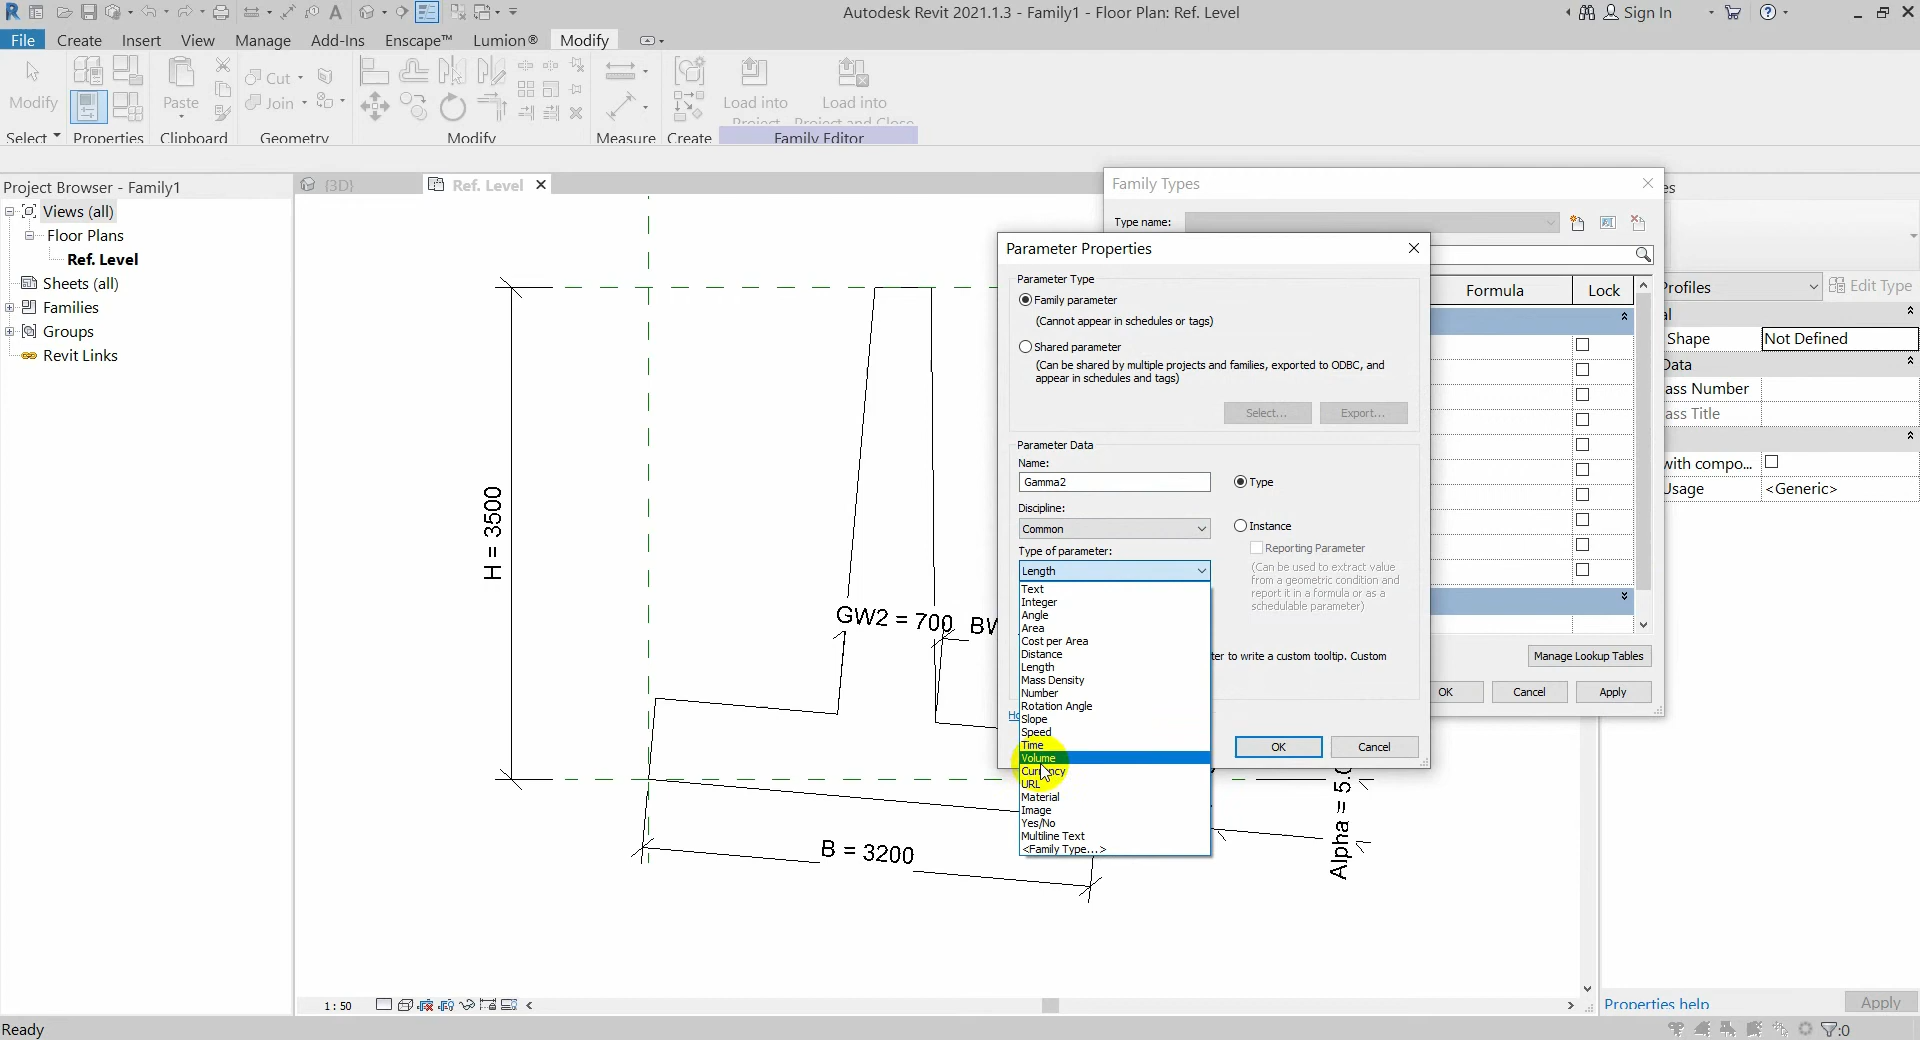 Autodesk Revit 2021.1.3 - Family1 - Floor Plan: Ref. Level
Sign In
File Create Insert View Manage Add-Ins Enscape™ Lumion® Modify
Modify
Paste
Cut
Join
Load into
Load into
Project and Close
Select Properties Clipboard Geometry Modify Measure Create Family Editor
Project Browser - Family1
Views (all)
Floor Plans
Ref. Level
Sheets (all)
Families
Groups
Revit Links
{3D}
Ref. Level
H = 3500
GW2 = 700
BW
B = 3200
Alpha = 5.0
Family Types
Type name:
Formula
Lock
Manage Lookup Tables
OK
Cancel
Apply
Parameter Properties
Parameter Type
Family parameter
(Cannot appear in schedules or tags)
Shared parameter
(Can be shared by multiple projects and families, exported to ODBC, and
appear in schedules and tags)
Select...
Export...
Parameter Data
Name:
Gamma2
Type
Discipline:
Common
Instance
Type of parameter:
Reporting Parameter
Length
(Can be used to extract value
from a geometric condition and
report it in a formula or as a
schedulable parameter)
Text
Integer
Angle
Area
Cost per Area
Distance
Length
Mass Density
Number
Rotation Angle
Slope
Speed
Time
Volume
Currency
URL
Material
Image
Yes/No
Multiline Text
<Family Type...>
ter to write a custom tooltip. Custom
OK
Cancel
es
rofiles
Edit Type
al
Shape
Not Defined
Data
ass Number
ass Title
with compo...
Usage
<Generic>
1 : 50
Properties help
Apply
Ready
:0